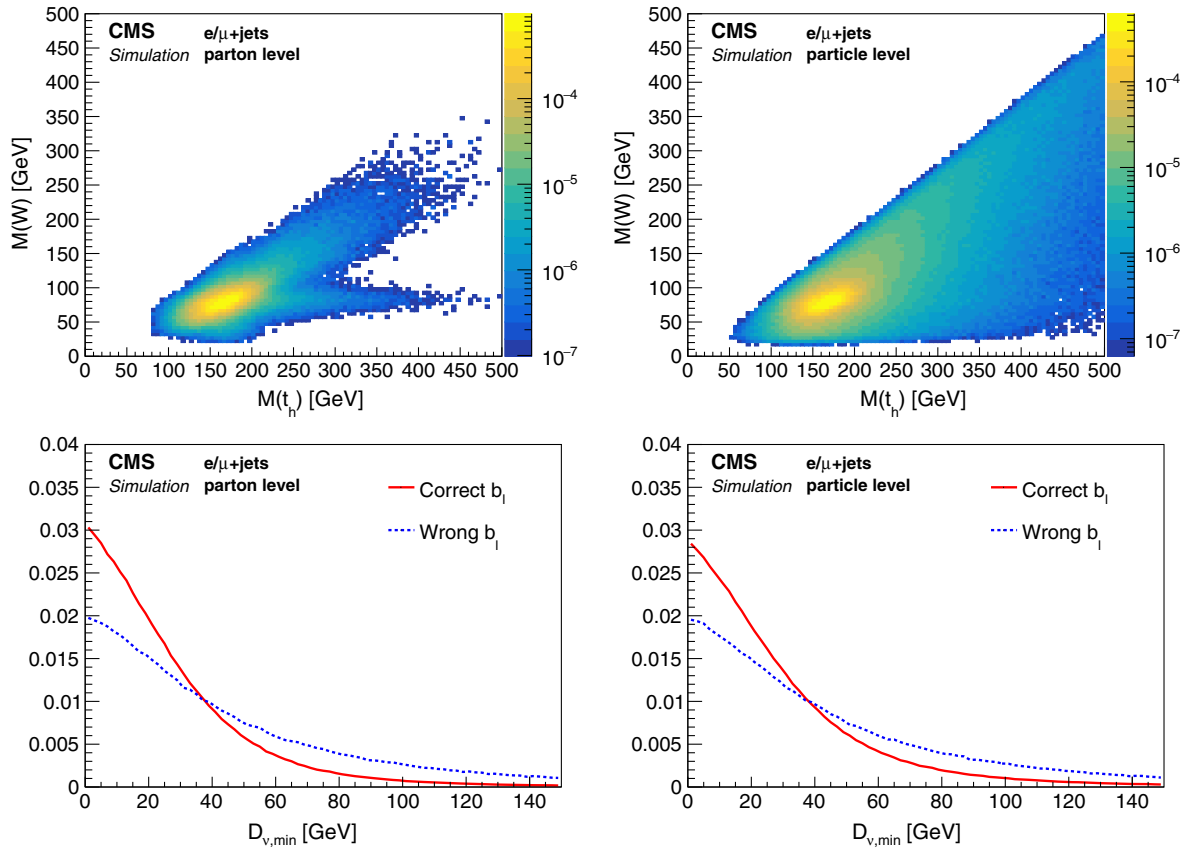 CMS e/μ+jets
Simulation parton level
500
450
400
350
300
250
200
150
100
50
0
M(W) [GeV]
0 50 100 150 200 250 300 350 400 450 500
M(t_h) [GeV]
10^−4
10^−5
10^−6
10^−7
CMS e/μ+jets
Simulation particle level
500
450
400
350
300
250
200
150
100
50
0
M(W) [GeV]
0 50 100 150 200 250 300 350 400 450 500
M(t_h) [GeV]
10^−4
10^−5
10^−6
10^−7
CMS e/μ+jets
Simulation parton level
Correct b_l
Wrong b_l
0.04
0.035
0.03
0.025
0.02
0.015
0.01
0.005
0
0 20 40 60 80 100 120 140
D_ν,min [GeV]
CMS e/μ+jets
Simulation particle level
Correct b_l
Wrong b_l
0.04
0.035
0.03
0.025
0.02
0.015
0.01
0.005
0
0 20 40 60 80 100 120 140
D_ν,min [GeV]